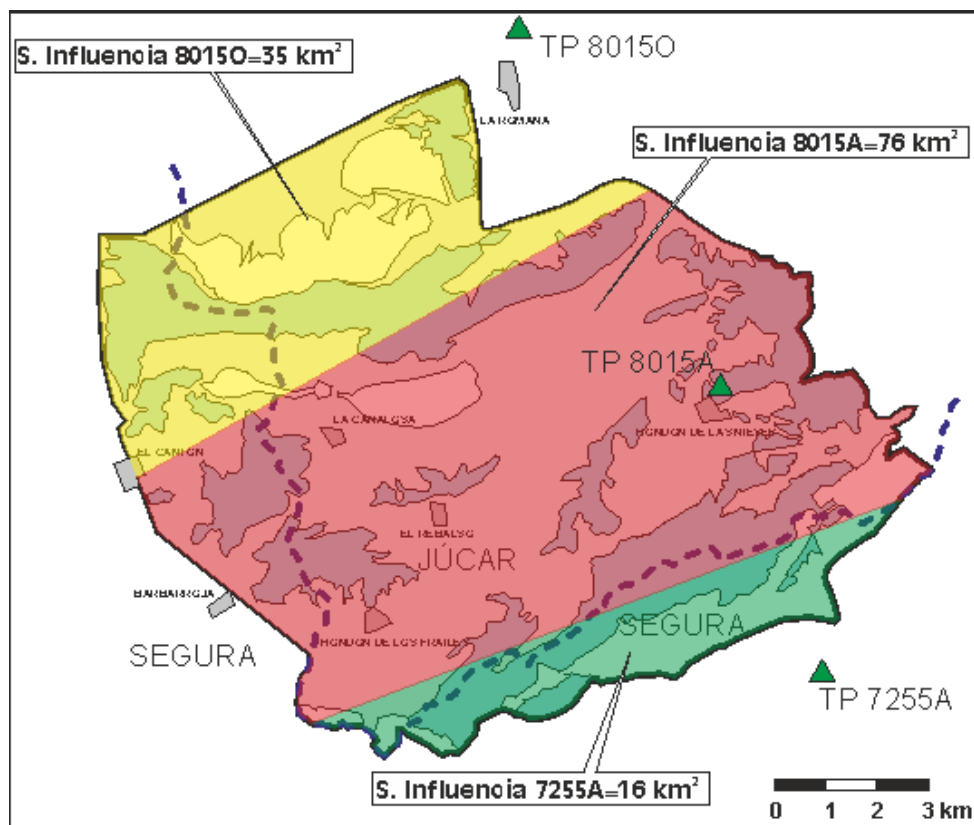 TP 8015O
S. Influencia 8015O=35 km²
LA ROMANA
S. Influencia 8015A=76 km²
TP 8015A
HONDON DE LAS NIEVES
LA CANALOSA
EL CANTON
EL REBALSO
JÚCAR
BARBARROJA
HONDON DE LOS FRAILES
SEGURA
SEGURA
TP 7255A
S. Influencia 7255A=16 km²
0 1 2 3 km